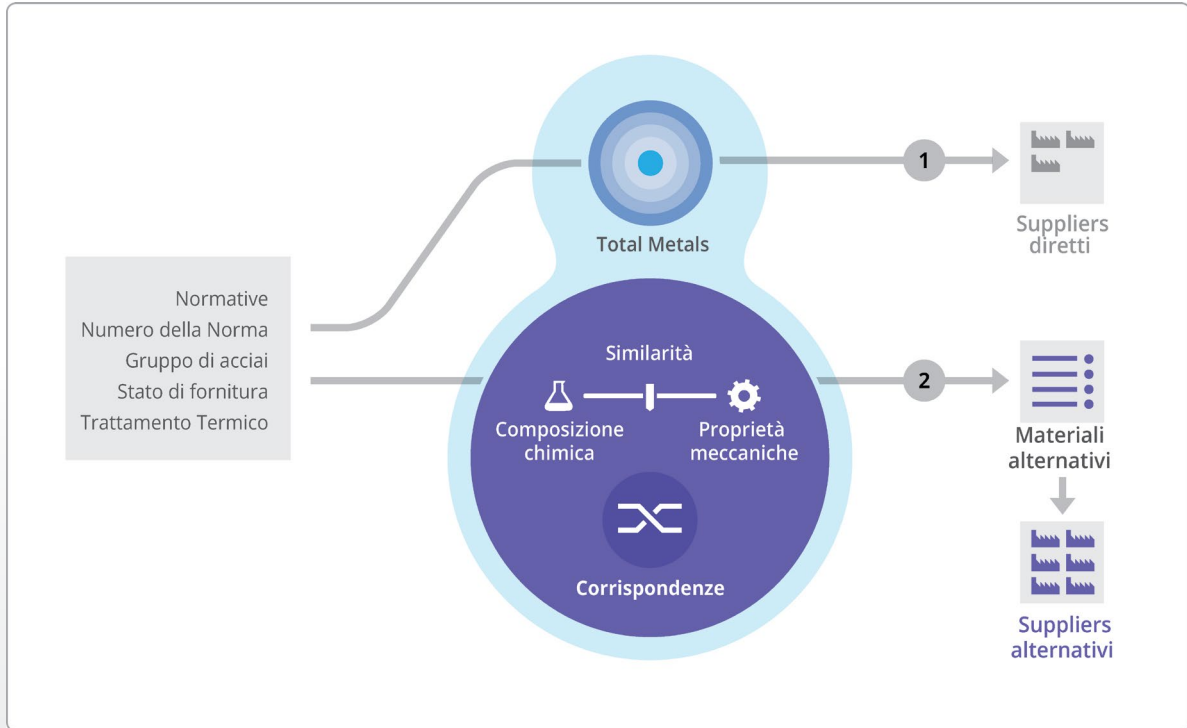 Normative
Numero della Norma
Gruppo di acciai
Stato di fornitura
Trattamento Termico
Total Metals
1
Suppliers
diretti
Similarità
Composizione
chimica
Proprietà
meccaniche
Corrispondenze
2
Materiali
alternativi
Suppliers
alternativi